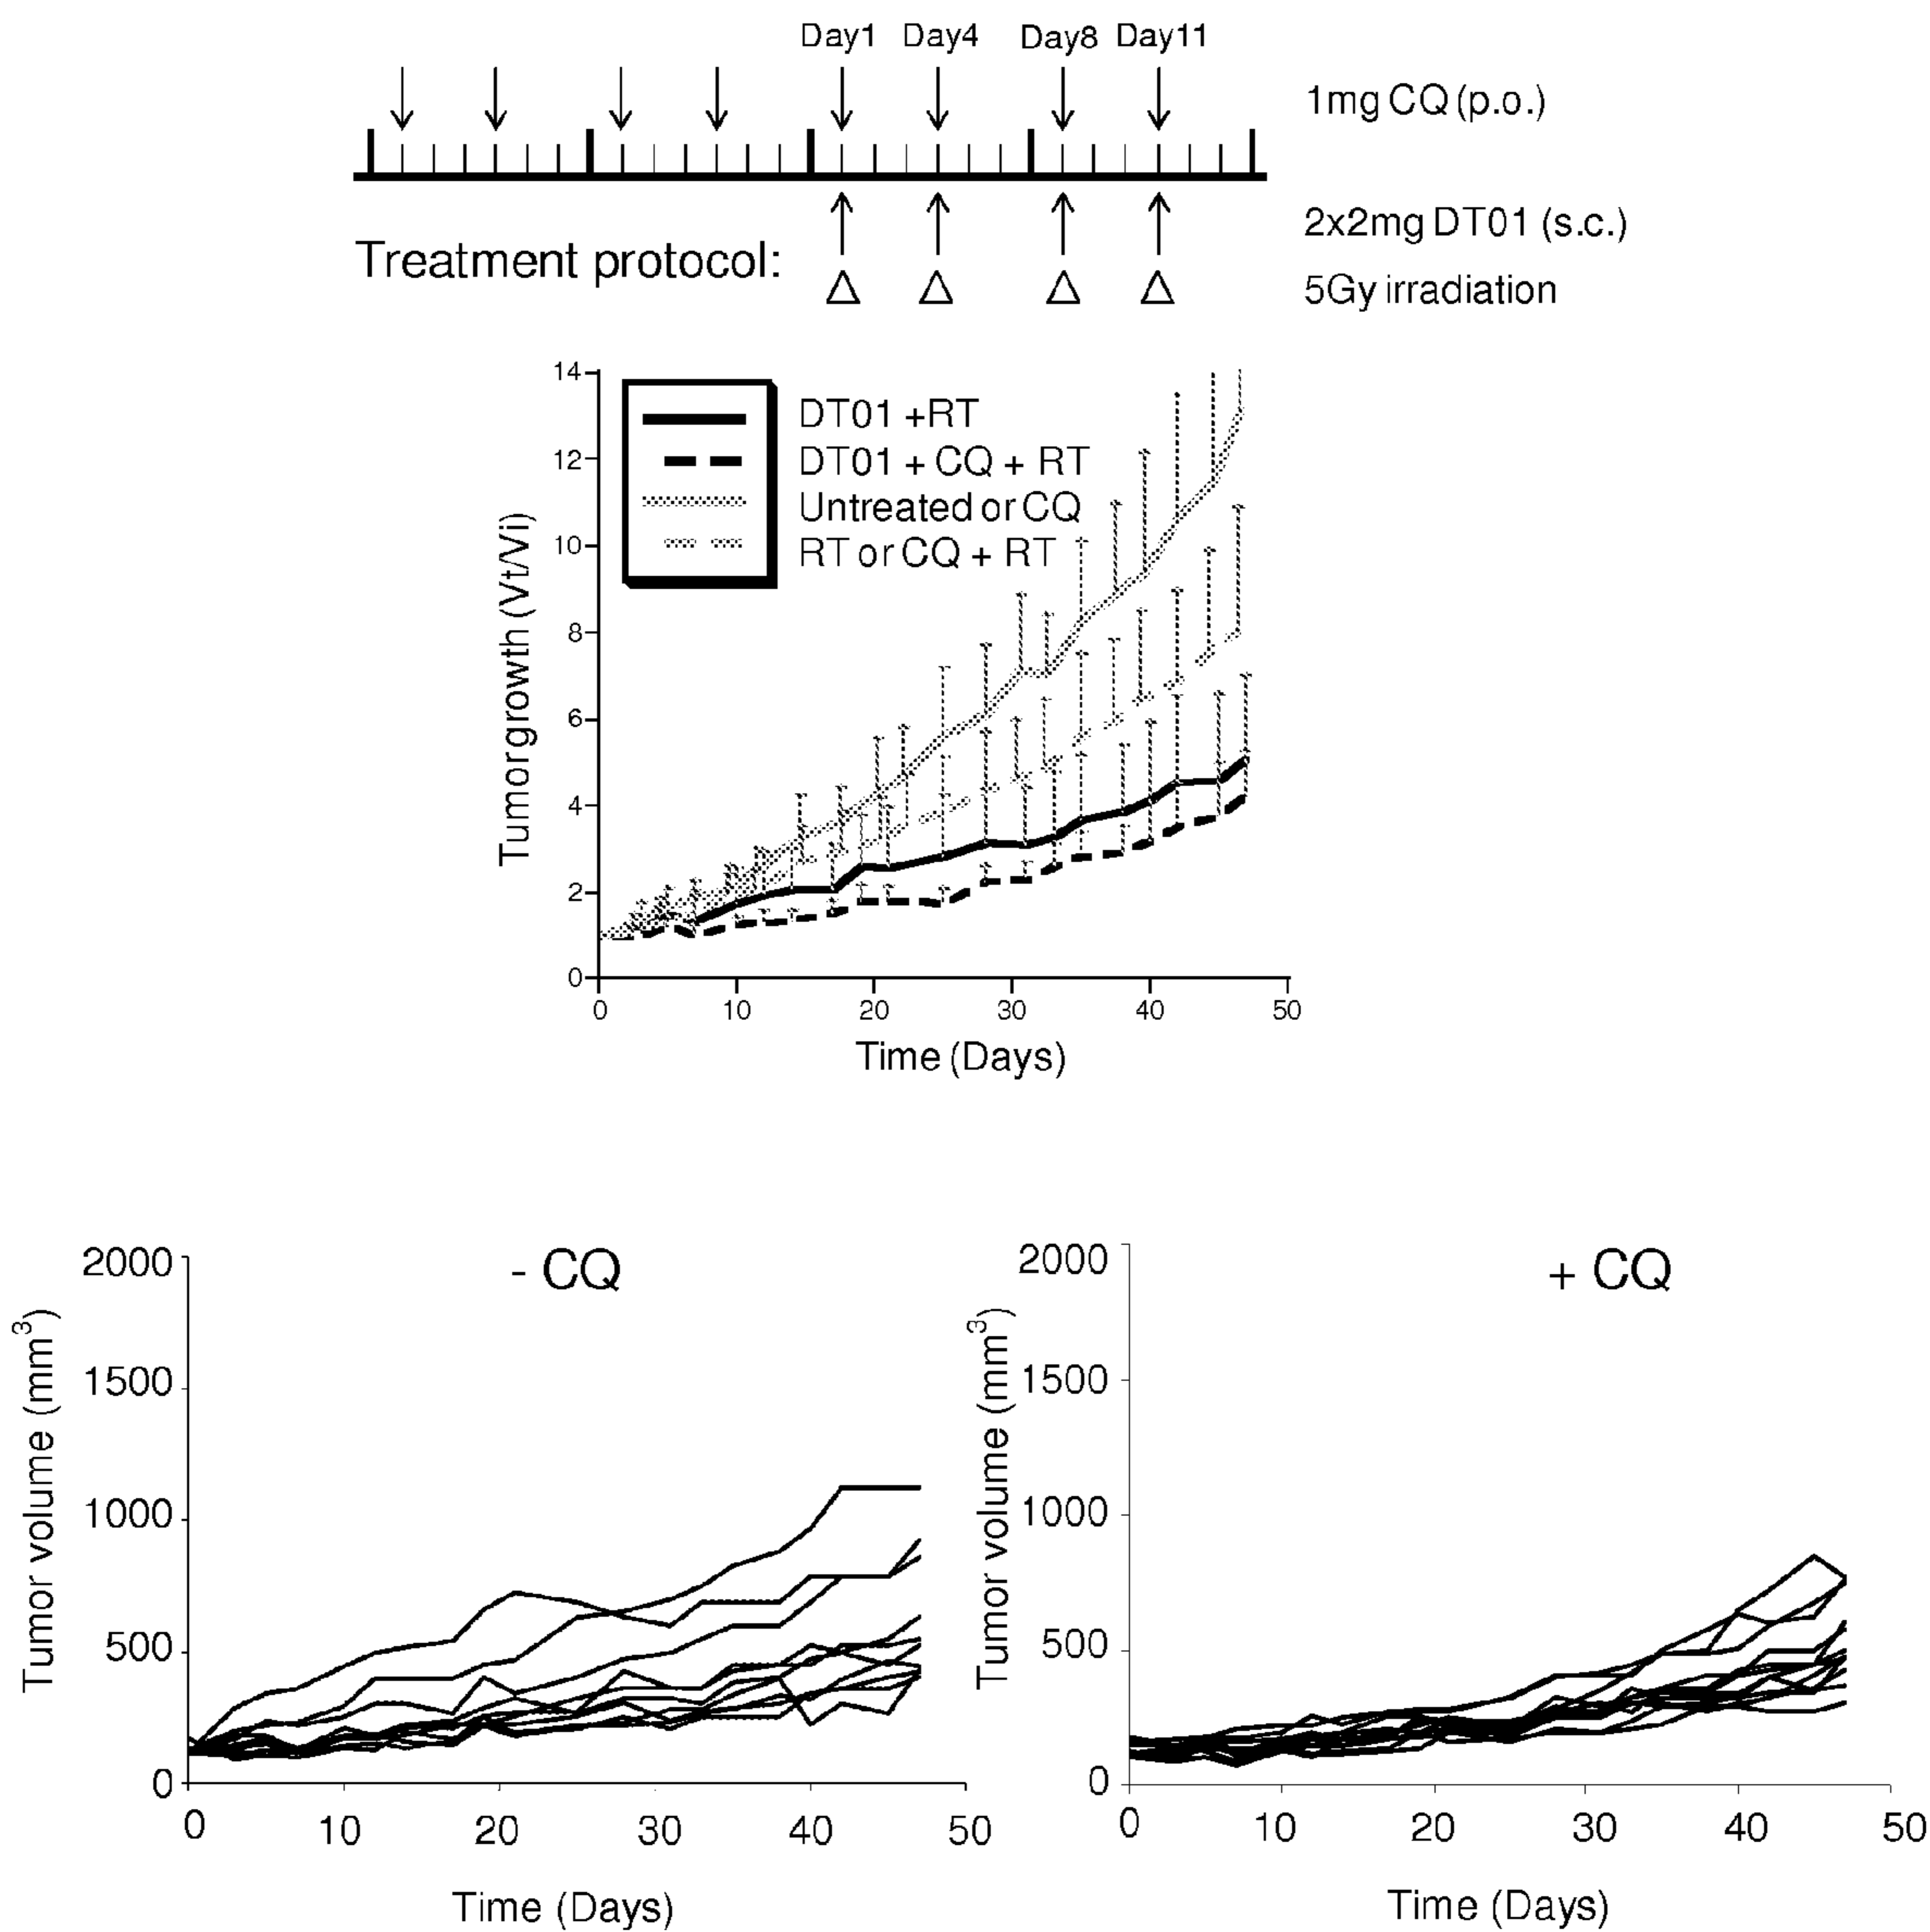 Day1 Day4 Day8 Day11
1mg CQ (p.o.)
2x2mg DT01 (s.c.)
Treatment protocol:
5Gy irradiation
14
12
10
8
6
4
2
0
Tumorgrowth (Vt/Vi)
DT01 +RT
DT01 + CQ + RT
Untreated or CQ
RT or CQ + RT
0 10 20 30 40 50
Time (Days)
- CQ
2000
1500
1000
500
0
Tumor volume (mm³)
0 10 20 30 40 50
Time (Days)
+ CQ
2000
1500
1000
500
0
Tumor volume (mm³)
0 10 20 30 40 50
Time (Days)